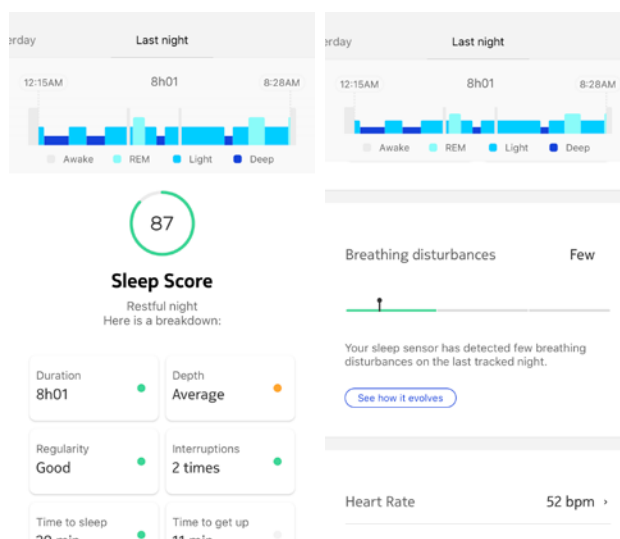 erday Last night
12:15AM 8h01 8:28AM
Awake REM Light Deep
87
Sleep Score
Restful night
Here is a breakdown:
Duration
8h01
Depth
Average
Regularity
Good
Interruptions
2 times
Time to sleep
Time to get up
11 min
erday Last night
12:15AM 8h01 8:28AM
Awake REM Light Deep
Breathing disturbances Few
Your sleep sensor has detected few breathing
disturbances on the last tracked night.
See how it evolves
Heart Rate 52 bpm ›